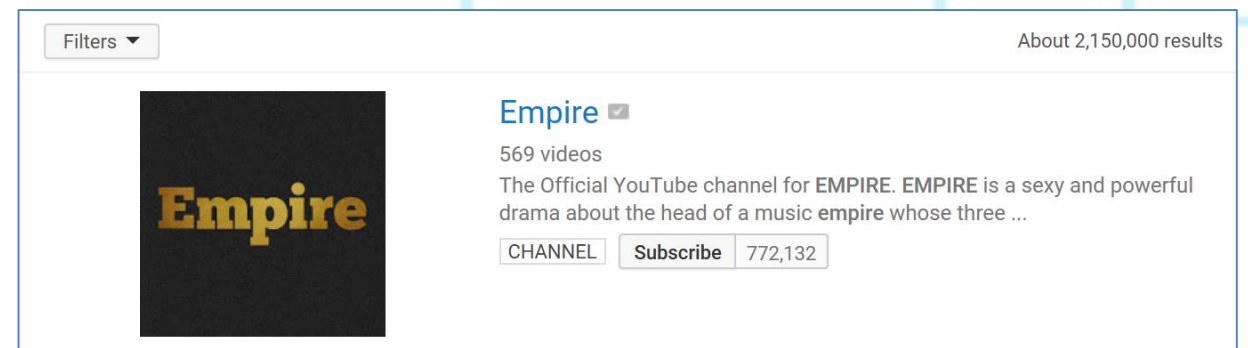 Filters
About 2,150,000 results
Empire
Empire
569 videos
The Official YouTube channel for EMPIRE. EMPIRE is a sexy and powerful
drama about the head of a music empire whose three ...
CHANNEL Subscribe 772,132